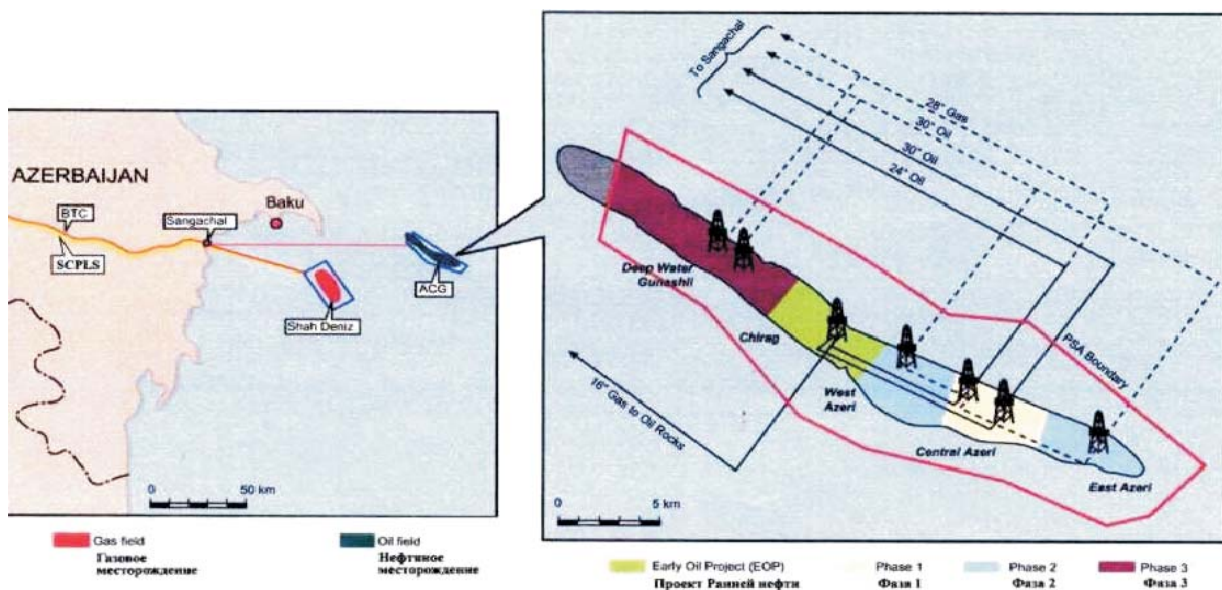 AZERBAIJAN
BTC
SCPLS
Sangachal
Baku
ACG
Shah Deniz
0 50 km
Gas field
Газовое
месторождение
Oil field
Нефтяное
месторождение
To Sangachal
28" Gas
30" Oil
30" Oil
24" Oil
Deep Water
Gunashli
Chirag
West
Azeri
Central Azeri
East Azeri
PSA Boundary
16" Gas to Oil Rocks
0 5 km
Early Oil Project (EOP)
Проект Ранней нефти
Phase 1
Фаза 1
Phase 2
Фаза 2
Phase 3
Фаза 3